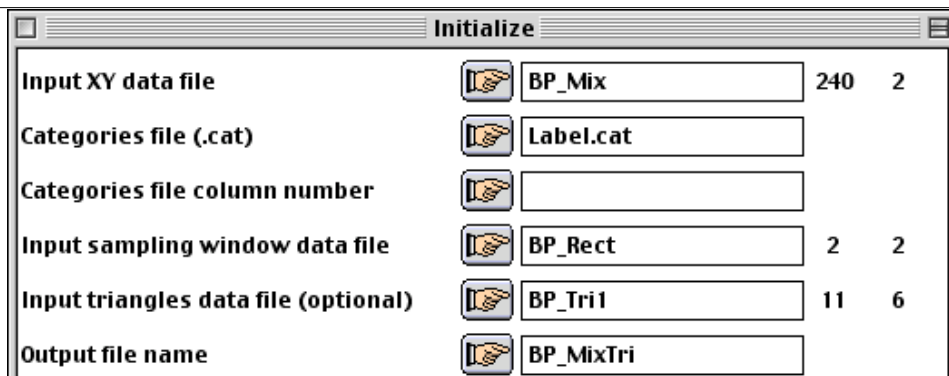 Initialize
Input XY data file BP_Mix 240 2
Categories file (.cat) Label.cat
Categories file column number
Input sampling window data file BP_Rect 2 2
Input triangles data file (optional) BP_Tri1 11 6
Output file name BP_MixTri